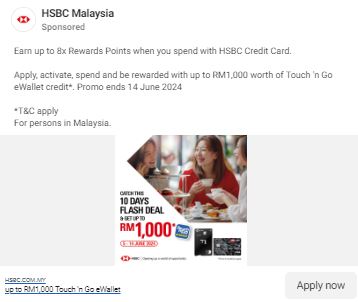 HSBC Malaysia
Sponsored
Earn up to 8x Rewards Points when you spend with HSBC Credit Card.
Apply, activate, spend and be rewarded with up to RM1,000 worth of Touch 'n Go
eWallet credit*. Promo ends 14 June 2024
*T&C apply
For persons in Malaysia.
CATCH THIS
10 DAYS
FLASH DEAL
& GET UP TO
RM1,000*
5 - 14 JUNE 2024
HSBC
Opening up a world of opportunity
HSBC.COM.MY
up to RM1,000 Touch 'n Go eWallet
Apply now